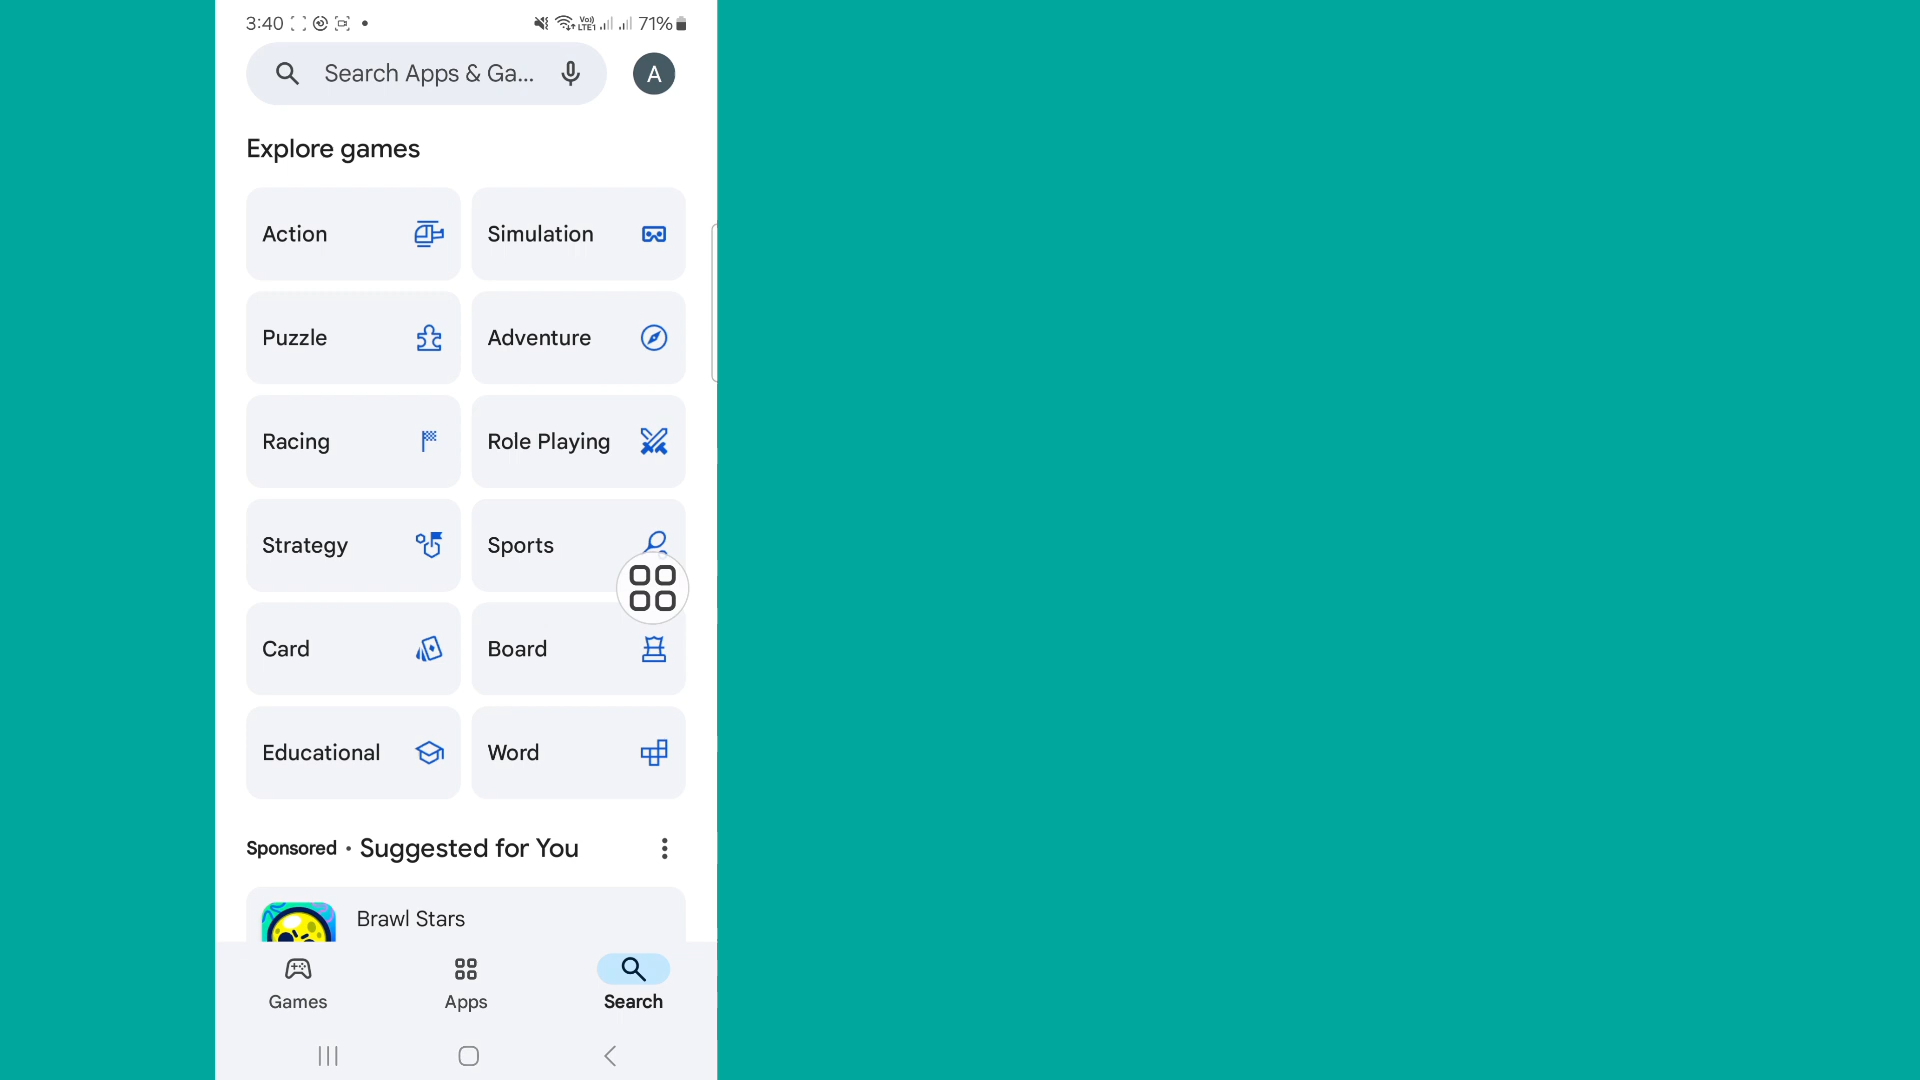 3:40 71%
Search Apps & Ga... A
Explore games
Action
Simulation
Puzzle
Adventure
Racing
Role Playing
Strategy
Sports
Card
Board
Educational
Word
Sponsored • Suggested for You
Brawl Stars
Games
Apps
Search